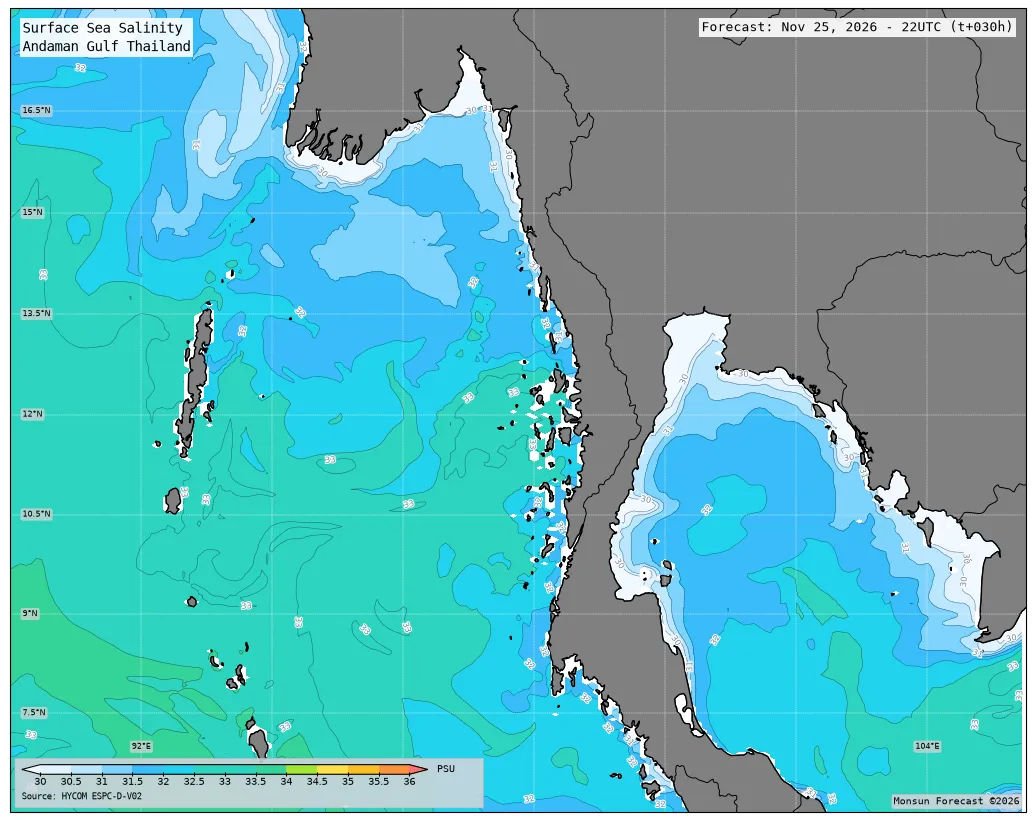 Surface Sea Salinity
Andaman Gulf Thailand
Forecast: Nov 25, 2026 - 22UTC (t+030h)
16.5°N
15°N
13.5°N
12°N
10.5°N
9°N
7.5°N
92°E
104°E
30 30.5 31 31.5 32 32.5 33 33.5 34 34.5 35 35.5 36
PSU
Source: HYCOM ESPC-D-V02
Monsun Forecast ©2026